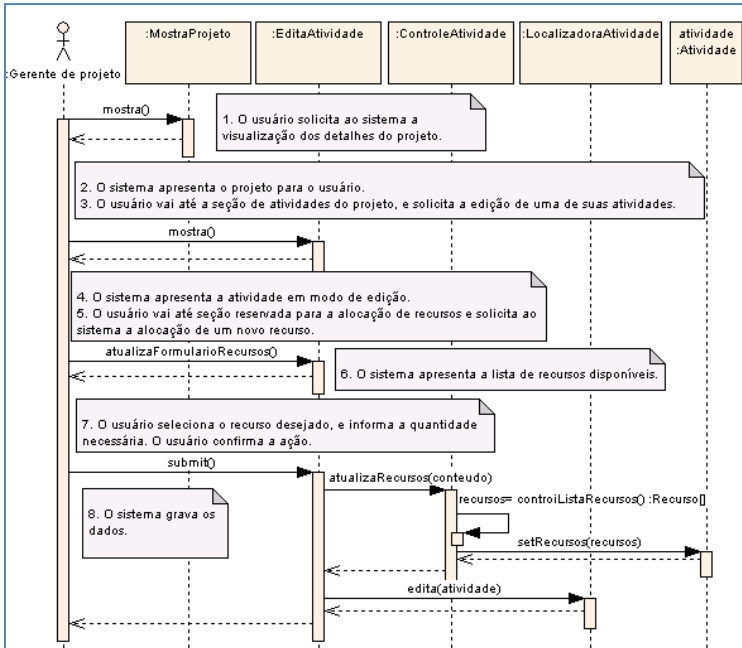 :MostraProjeto
:EditaAtividade
:ControleAtividade
:LocalizadoraAtividade
atividade
:Atividade
:Gerente de projeto
mostra()
1. O usuário solicita ao sistema a
visualização dos detalhes do projeto.
2. O sistema apresenta o projeto para o usuário.
3. O usuário vai até a seção de atividades do projeto, e solicita a edição de uma de suas atividades.
mostra()
4. O sistema apresenta a atividade em modo de edição.
5. O usuário vai até seção reservada para a alocação de recursos e solicita ao
sistema a alocação de um novo recurso.
atualizaFormularioRecursos()
6. O sistema apresenta a lista de recursos disponíveis.
7. O usuário seleciona o recurso desejado, e informa a quantidade
necessária. O usuário confirma a ação.
submit()
atualizaRecursos(conteudo)
recursos= controiListaRecursos() :Recurso[]
8. O sistema grava os
dados.
setRecursos(recursos)
edita(atividade)